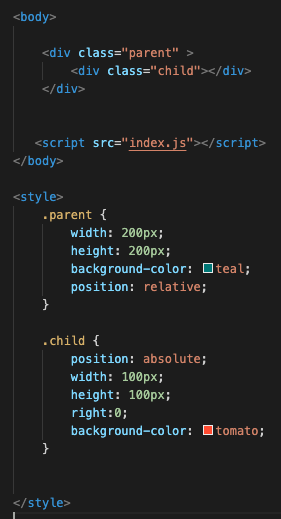 <body>
<div class="parent" >
<div class="child"></div>
</div>
<script src="index.js"></script>
</body>
<style>
.parent {
width: 200px;
height: 200px;
background-color: teal;
position: relative;
}
.child {
position: absolute;
width: 100px;
height: 100px;
right:0;
background-color: tomato;
}
</style>